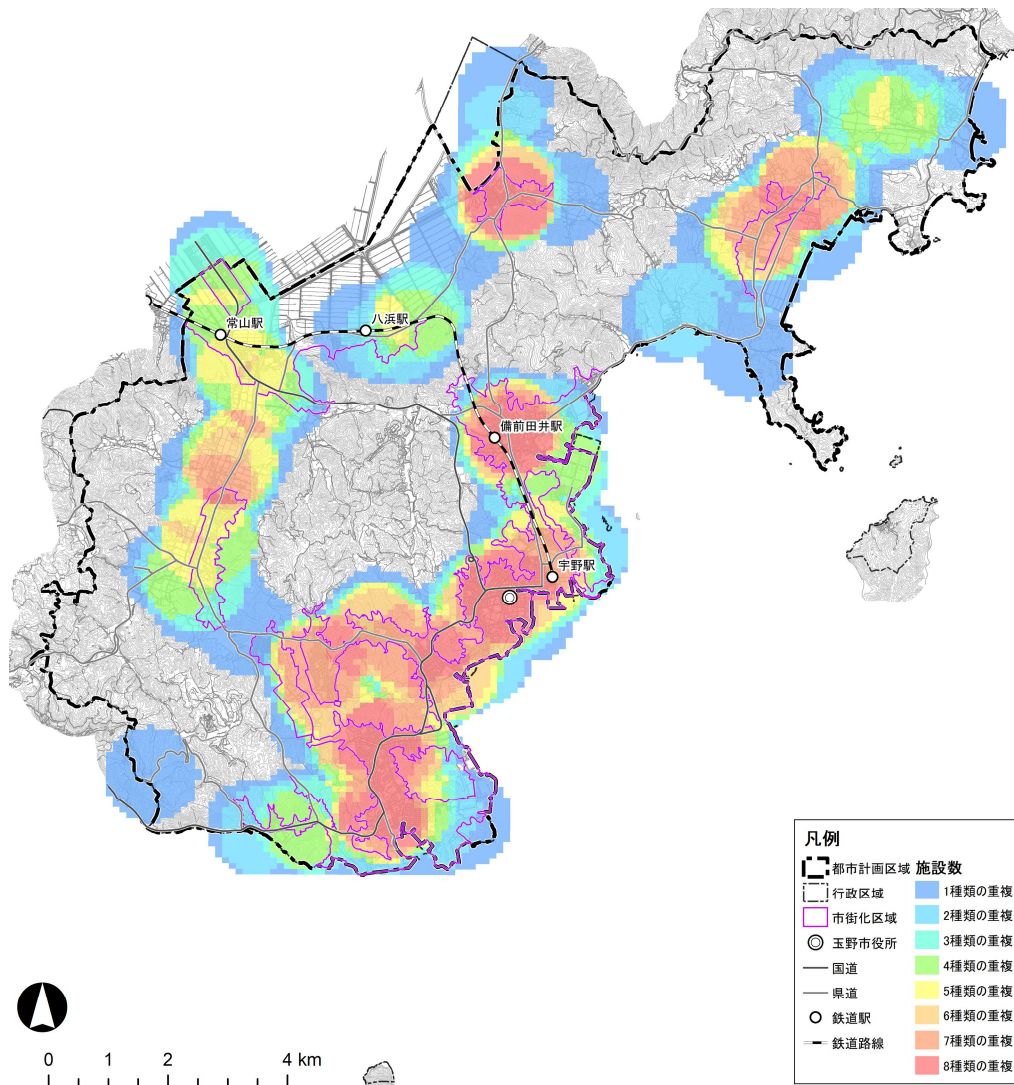 常山駅
八浜駅
備前田井駅
宇野駅
凡例
都市計画区域
行政区域
市街化区域
玉野市役所
国道
県道
鉄道駅
鉄道路線
施設数
1種類の重複
2種類の重複
3種類の重複
4種類の重複
5種類の重複
6種類の重複
7種類の重複
8種類の重複
0 1 2 4 km